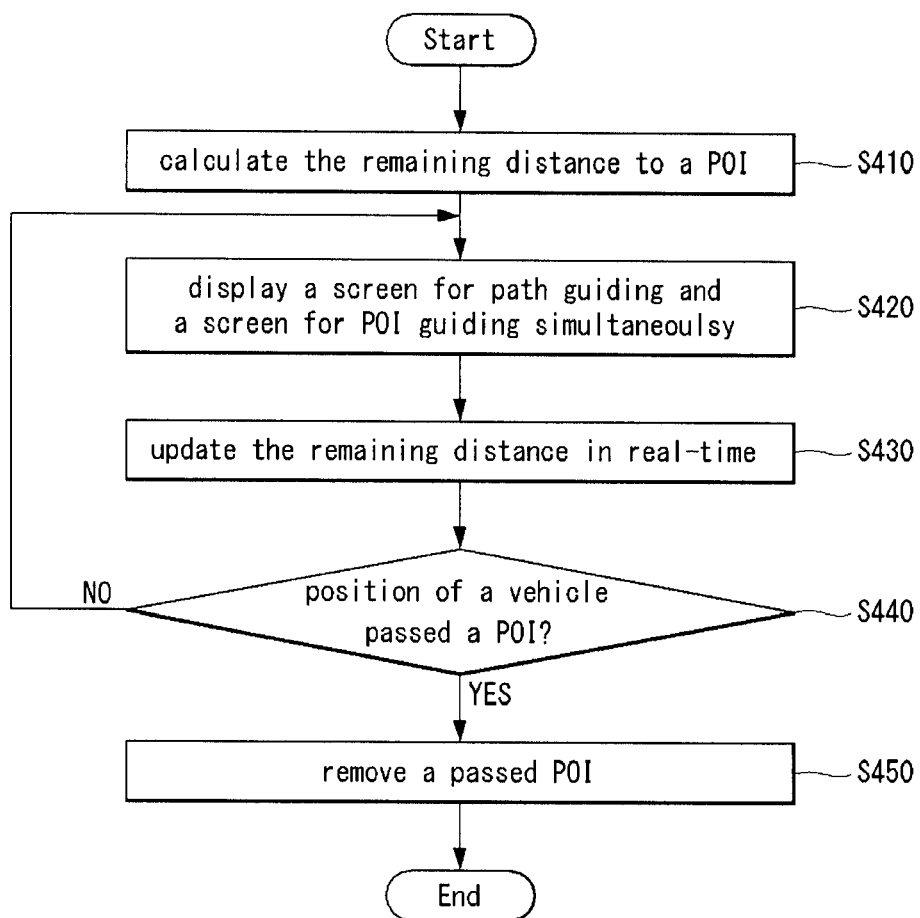 Start
calculate the remaining distance to a POI
S410
display a screen for path guiding and
a screen for POI guiding simultaneoulsy
S420
update the remaining distance in real-time
S430
position of a vehicle
passed a POI?
S440
NO
YES
remove a passed POI
S450
End